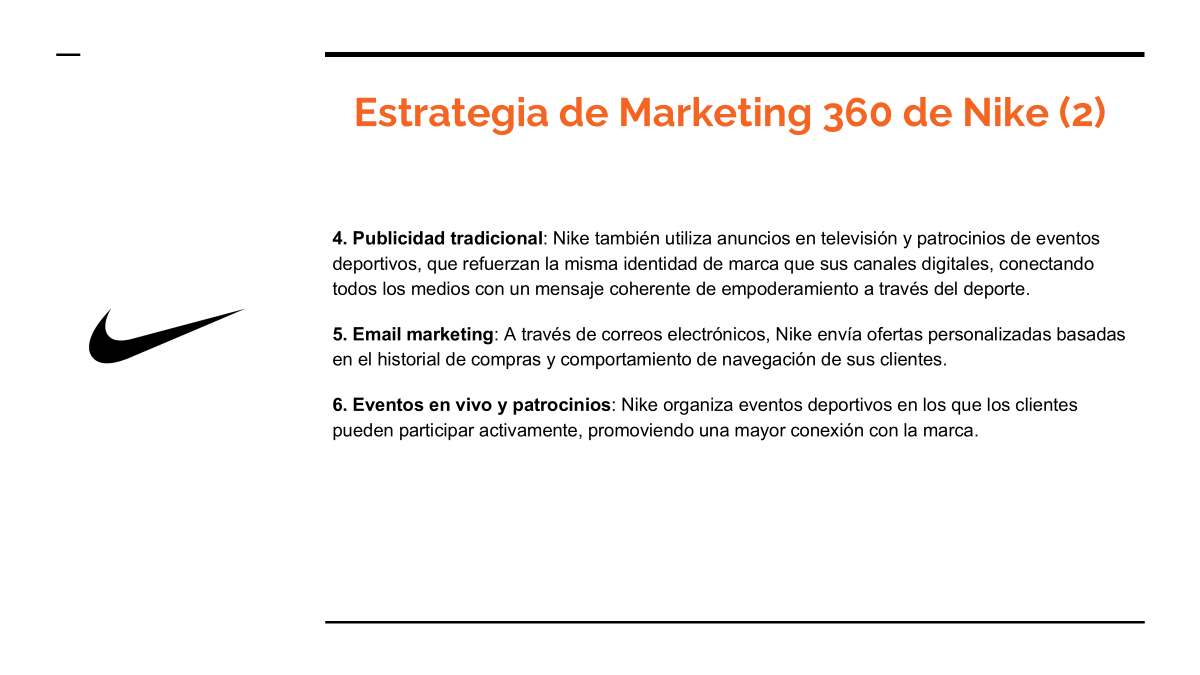 Estrategia de Marketing 360 de Nike (2)
4. Publicidad tradicional: Nike también utiliza anuncios en televisión y patrocinios de eventos
deportivos, que refuerzan la misma identidad de marca que sus canales digitales, conectando
todos los medios con un mensaje coherente de empoderamiento a través del deporte.
5. Email marketing: A través de correos electrónicos, Nike envía ofertas personalizadas basadas
en el historial de compras y comportamiento de navegación de sus clientes.
6. Eventos en vivo y patrocinios: Nike organiza eventos deportivos en los que los clientes
pueden participar activamente, promoviendo una mayor conexión con la marca.